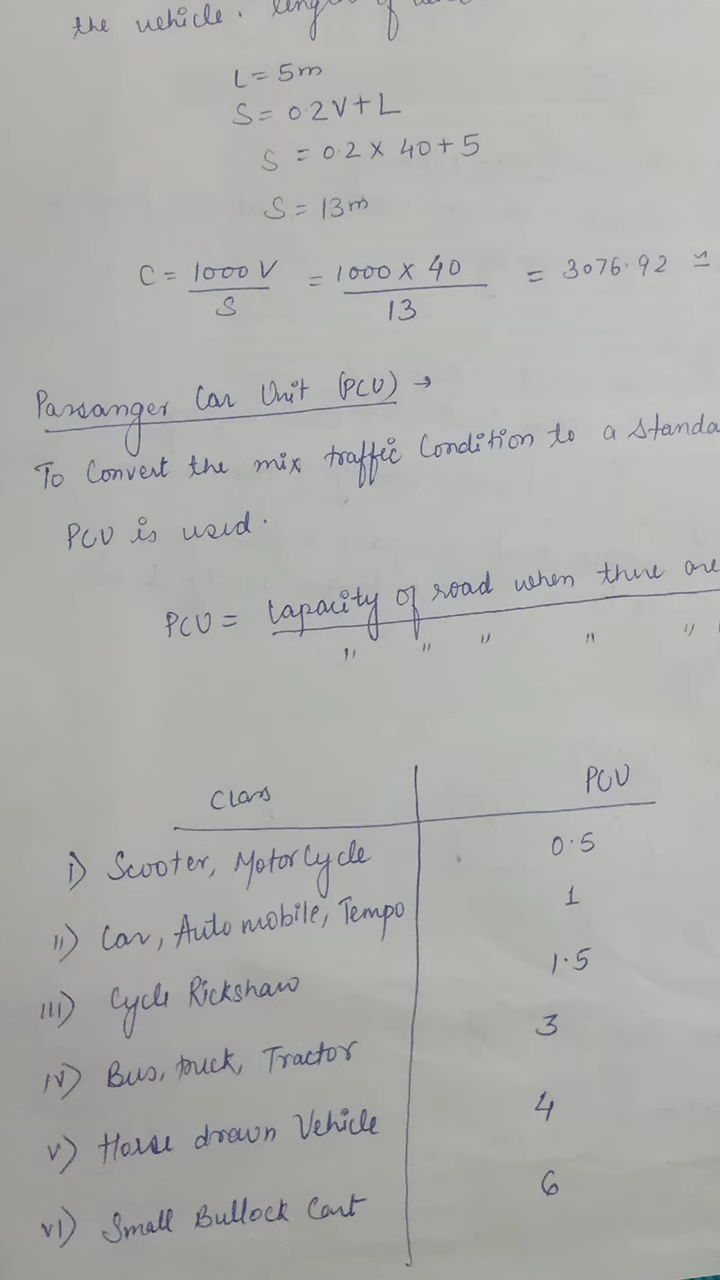 the vehicle. length of
L = 5m
S = 0.2V + L
S = 0.2 × 40 + 5
S = 13m
C = 1000 V / S = 1000 × 40 / 13 = 3076.92 ≃
Passanger Car Unit (PCU) →
To Convert the mix traffic Condition to a Standa
PCU is used.
PCU = Capacity of road when there are
" " " " "
Class PCU
i) Scooter, Motorcycle 0.5
ii) Car, Auto mobile, Tempo 1
iii) Cycle Rickshaw 1.5
iv) Bus, truck, Tractor 3
v) Horse drawn Vehicle 4
vi) Small Bullock Cart 6